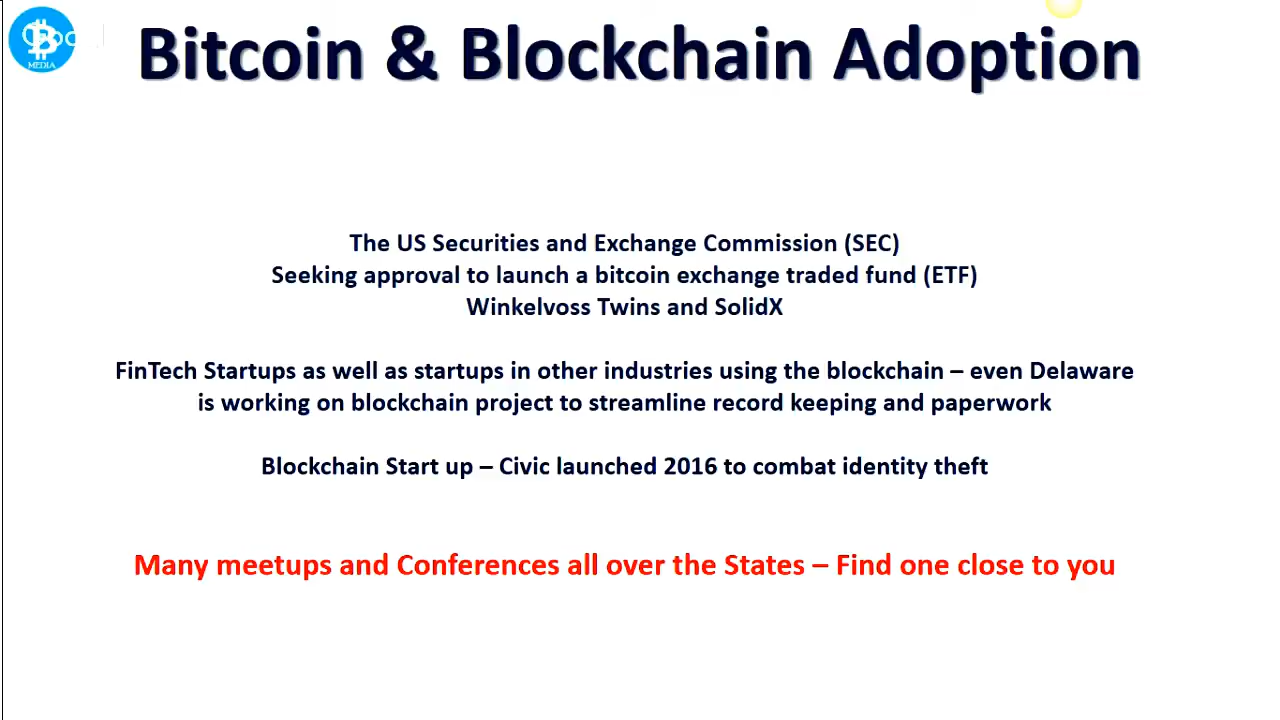 MEDIA
Bitcoin & Blockchain Adoption
The US Securities and Exchange Commission (SEC)
Seeking approval to launch a bitcoin exchange traded fund (ETF)
Winkelvoss Twins and SolidX
FinTech Startups as well as startups in other industries using the blockchain – even Delaware
is working on blockchain project to streamline record keeping and paperwork
Blockchain Start up – Civic launched 2016 to combat identity theft
Many meetups and Conferences all over the States – Find one close to you